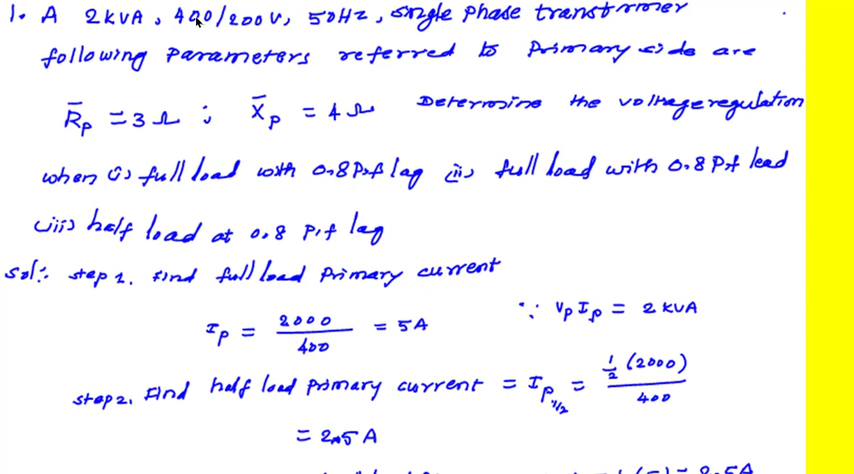 1. A 2KVA, 400/200V, 50HZ, single phase transformer
following parameters referred to primary side are
R̄p = 3Ω ; X̄p = 4Ω Determine the voltage regulation
when (i) full load with 0.8 P.f lag (ii) full load with 0.8 P.f lead
(iii) half load at 0.8 P.f lag
Sol:- step 1. Find full load primary current
Ip = 2000/400 = 5A ∵ VpIp = 2KVA
step 2. Find half load primary current = Ip1/2 = 1/2 (2000)/400
= 2.5A